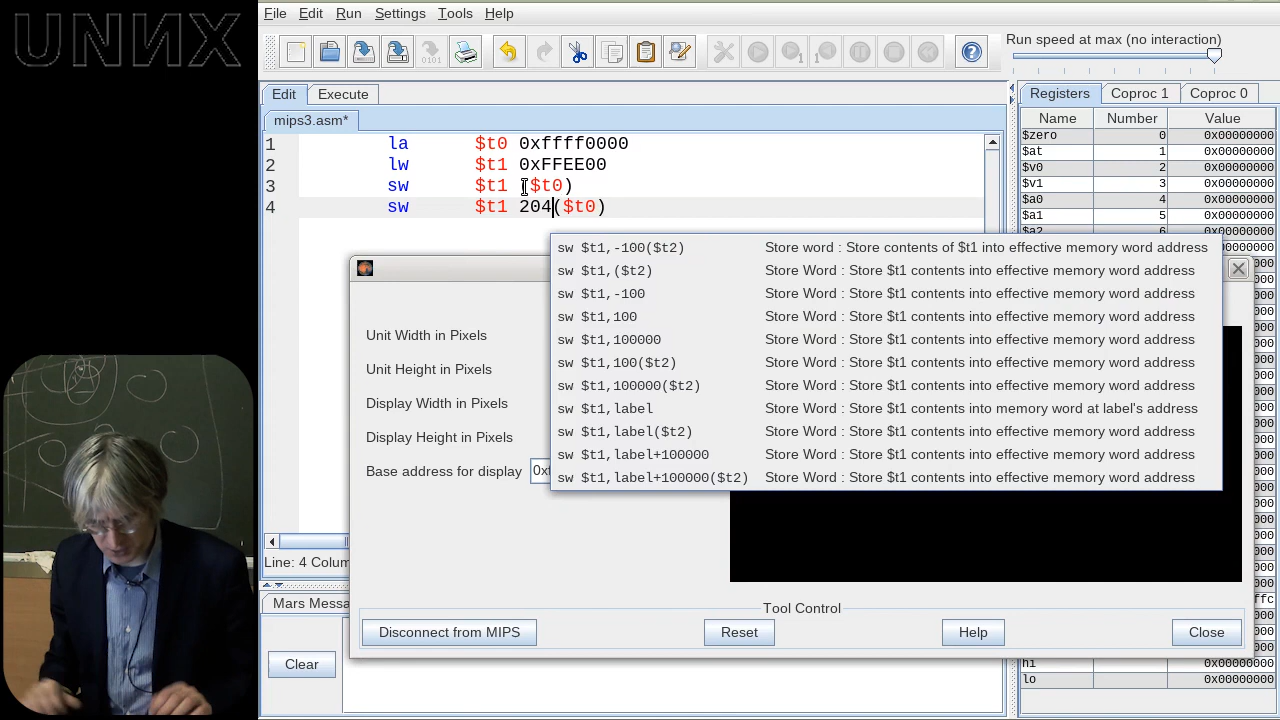 UNИX
File Edit Run Settings Tools Help
Run speed at max (no interaction)
Edit Execute
mips3.asm*
1 la $t0 0xffff0000
2 lw $t1 0xFFEE00
3 sw $t1 ($t0)
4 sw $t1 204($t0)
Registers Coproc 1 Coproc 0
Name Number Value
$zero 0 0x00000000
$at 1 0x00000000
$v0 2 0x00000000
$v1 3 0x00000000
$a0 4 0x00000000
$a1 5 0x00000000
$a2 6 0x00000000
sw $t1,-100($t2) Store word : Store contents of $t1 into effective memory word address
sw $t1,($t2) Store Word : Store $t1 contents into effective memory word address
sw $t1,-100 Store Word : Store $t1 contents into effective memory word address
sw $t1,100 Store Word : Store $t1 contents into effective memory word address
sw $t1,100000 Store Word : Store $t1 contents into effective memory word address
sw $t1,100($t2) Store Word : Store $t1 contents into effective memory word address
sw $t1,100000($t2) Store Word : Store $t1 contents into effective memory word address
sw $t1,label Store Word : Store $t1 contents into memory word at label's address
sw $t1,label($t2) Store Word : Store $t1 contents into effective memory word address
sw $t1,label+100000 Store Word : Store $t1 contents into effective memory word address
sw $t1,label+100000($t2) Store Word : Store $t1 contents into effective memory word address
Unit Width in Pixels
Unit Height in Pixels
Display Width in Pixels
Display Height in Pixels
Base address for display 0x
Line: 4 Colum
Mars Messa
Clear
Tool Control
Disconnect from MIPS Reset Help Close
hi 0x00000000
lo 0x00000000